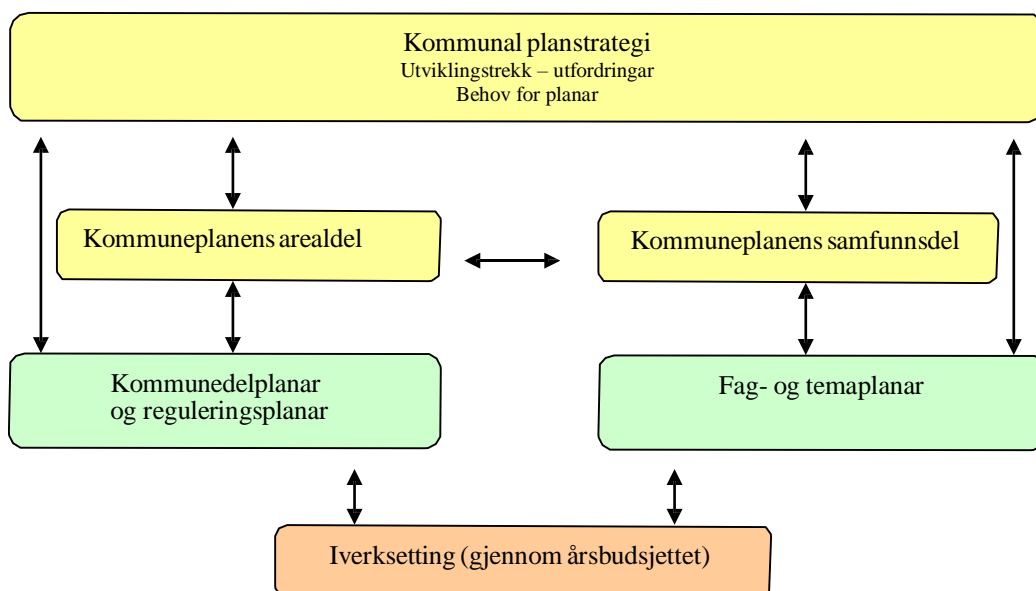 Kommunal planstrategi
Utviklingstrekk – utfordringar
Behov for planar
Kommuneplanens arealdel
Kommuneplanens samfunnsdel
Kommunedelplanar
og reguleringsplanar
Fag- og temaplanar
Iverksetting (gjennom årsbudsjettet)